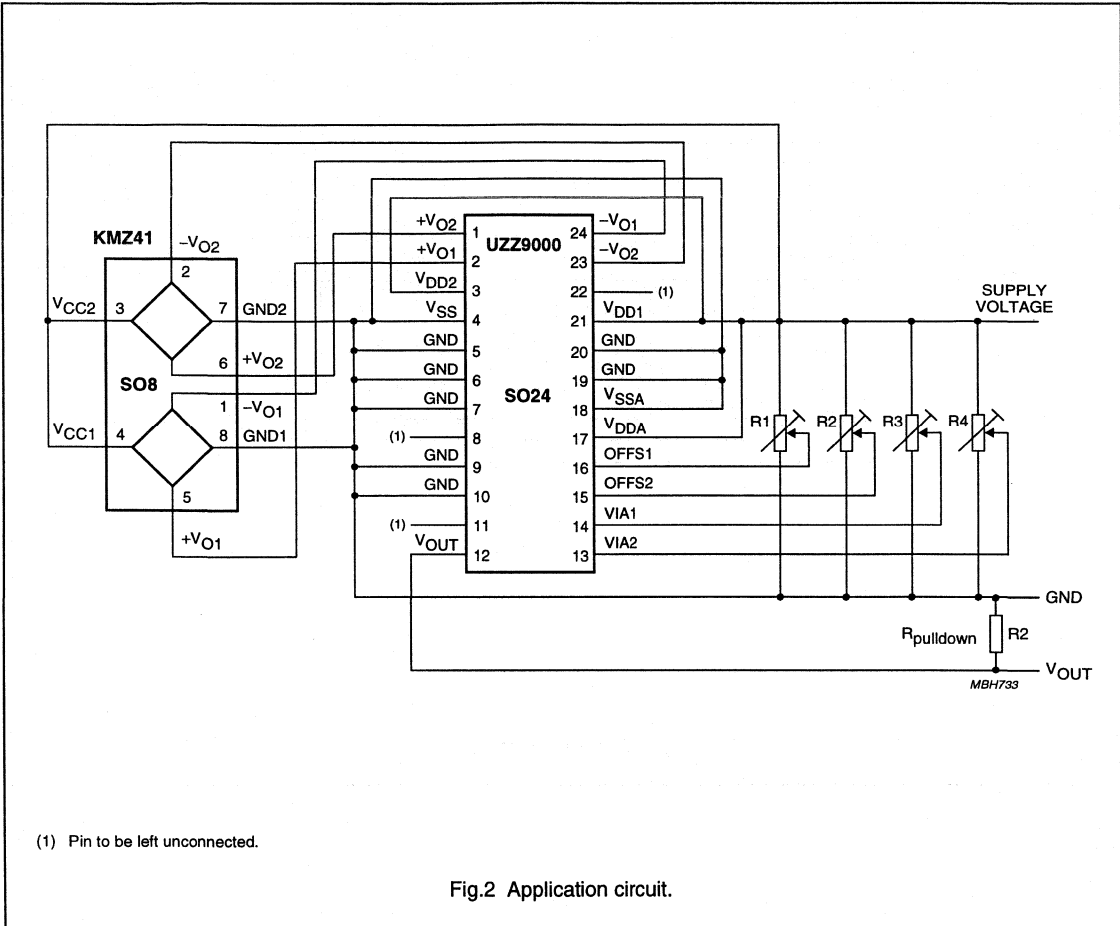 KMZ41
SO8
–VO2
2
VCC2
3
7
GND2
6
+VO2
1
–VO1
VCC1
4
8
GND1
5
+VO1
UZZ9000
SO24
+VO2 1
+VO1 2
VDD2 3
VSS 4
GND 5
GND 6
GND 7
(1) 8
GND 9
GND 10
(1) 11
VOUT 12
24 –VO1
23 –VO2
22 (1)
21 VDD1
20 GND
19 GND
18 VSSA
17 VDDA
16 OFFS1
15 OFFS2
14 VIA1
13 VIA2
SUPPLY
VOLTAGE
R1
R2
R3
R4
GND
Rpulldown
R2
VOUT
MBH733
(1) Pin to be left unconnected.
Fig.2 Application circuit.